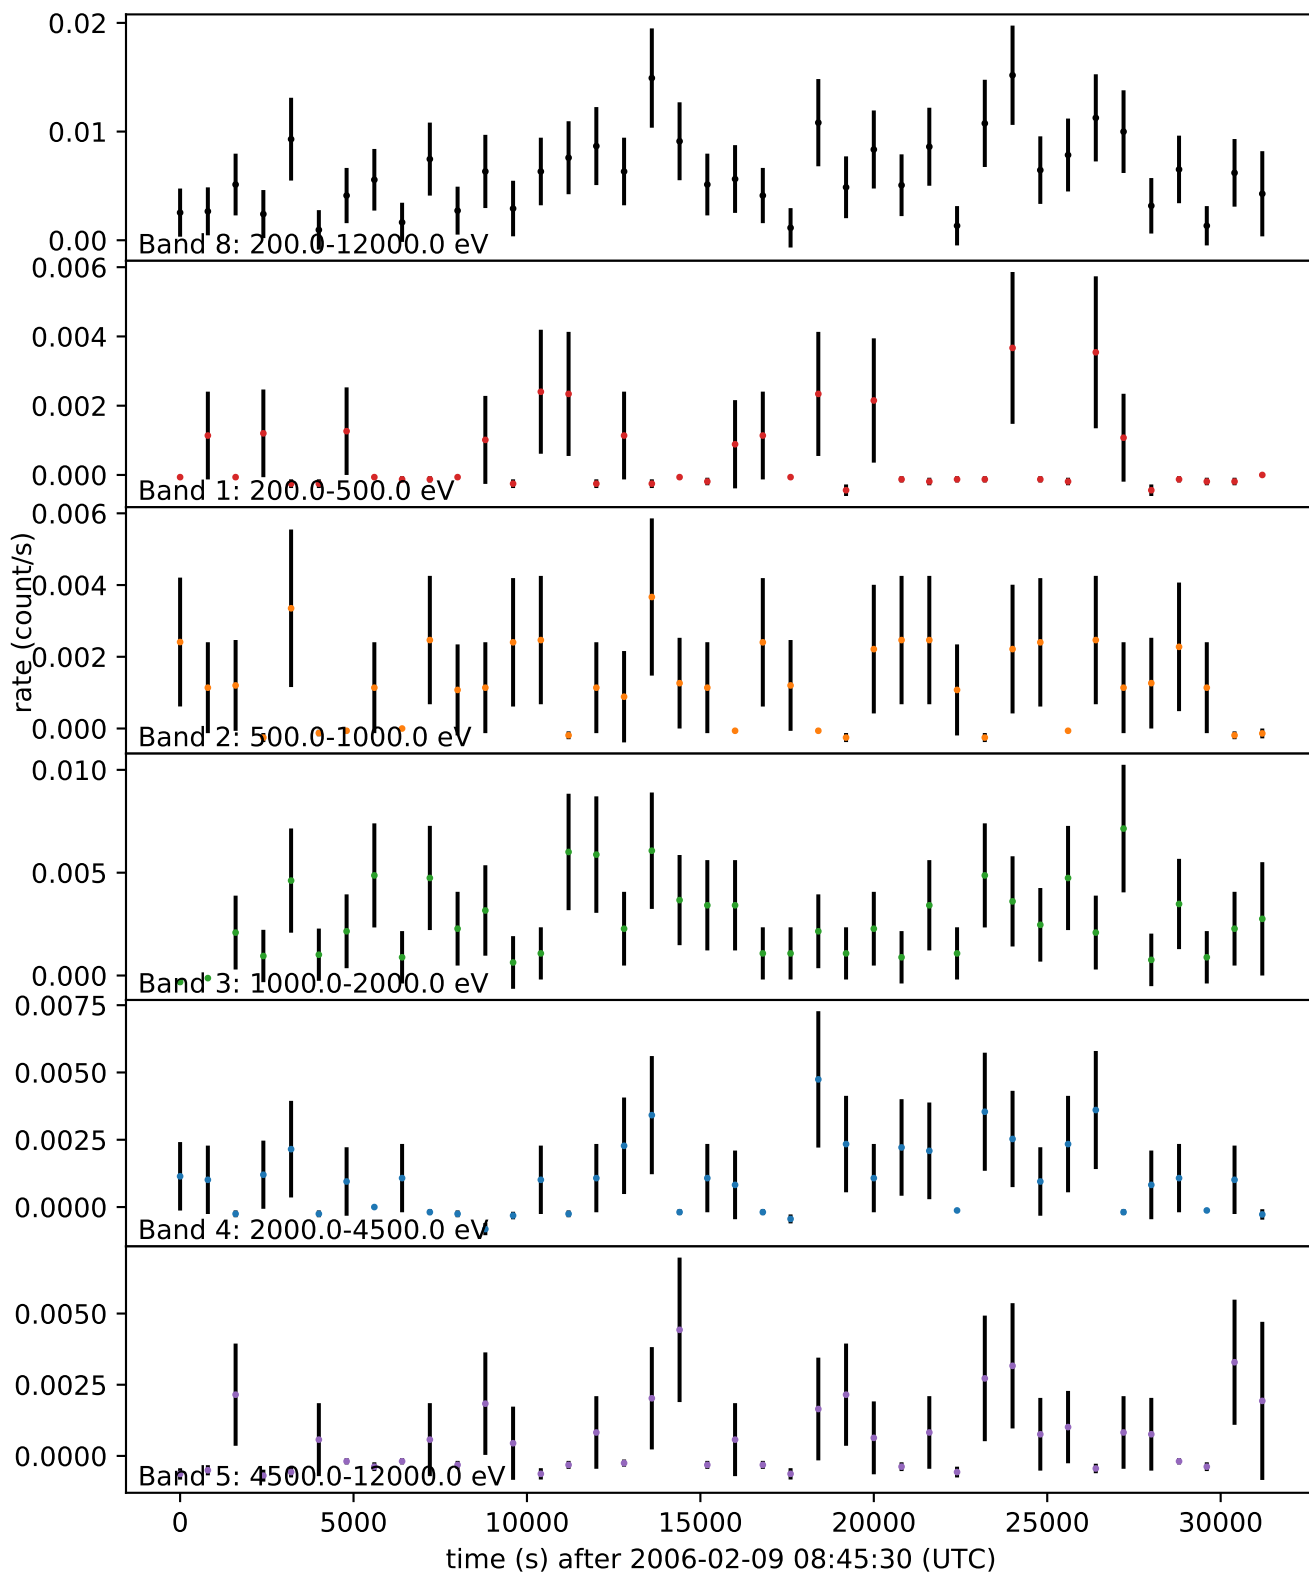 0.02
0.01
0.00
Band 8: 200.0-12000.0 eV
0.006
0.004
0.002
0.000
Band 1: 200.0-500.0 eV
rate (count/s)
0.006
0.004
0.002
0.000
Band 2: 500.0-1000.0 eV
0.010
0.005
0.000
Band 3: 1000.0-2000.0 eV
0.0075
0.0050
0.0025
0.0000
Band 4: 2000.0-4500.0 eV
0.0050
0.0025
0.0000
Band 5: 4500.0-12000.0 eV
0 5000 10000 15000 20000 25000 30000
time (s) after 2006-02-09 08:45:30 (UTC)